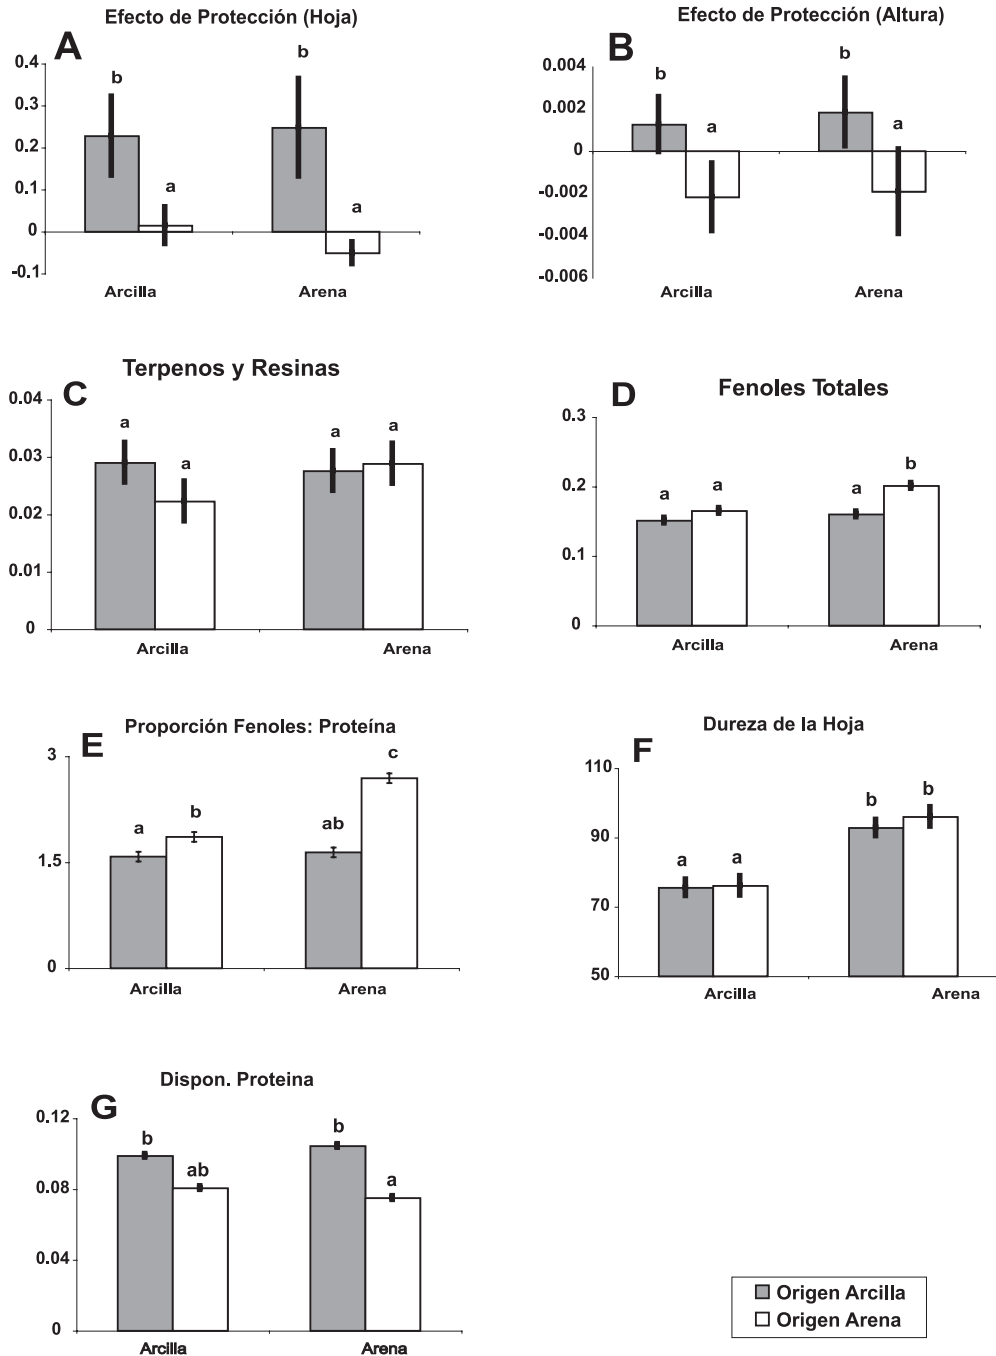 Efecto de Protección (Hoja)
A
0.4
0.3
0.2
0.1
0
-0.1
b
a
b
a
Arcilla
Arena
Efecto de Protección (Altura)
B
0.004
0.002
0
-0.002
-0.004
-0.006
b
a
b
a
Arcilla
Arena
Terpenos y Resinas
C
0.04
0.03
0.02
0.01
0
a
a
a
a
Arcilla
Arena
Fenoles Totales
D
0.3
0.2
0.1
0
a
a
a
b
Arcilla
Arena
Proporción Fenoles: Proteína
E
3
1.5
0
a
b
ab
c
Arcilla
Arena
Dureza de la Hoja
F
110
90
70
50
a
a
b
b
Arcilla
Arena
Dispon. Proteina
G
0.12
0.08
0.04
0
b
ab
b
a
Arcilla
Arena
Origen Arcilla
Origen Arena